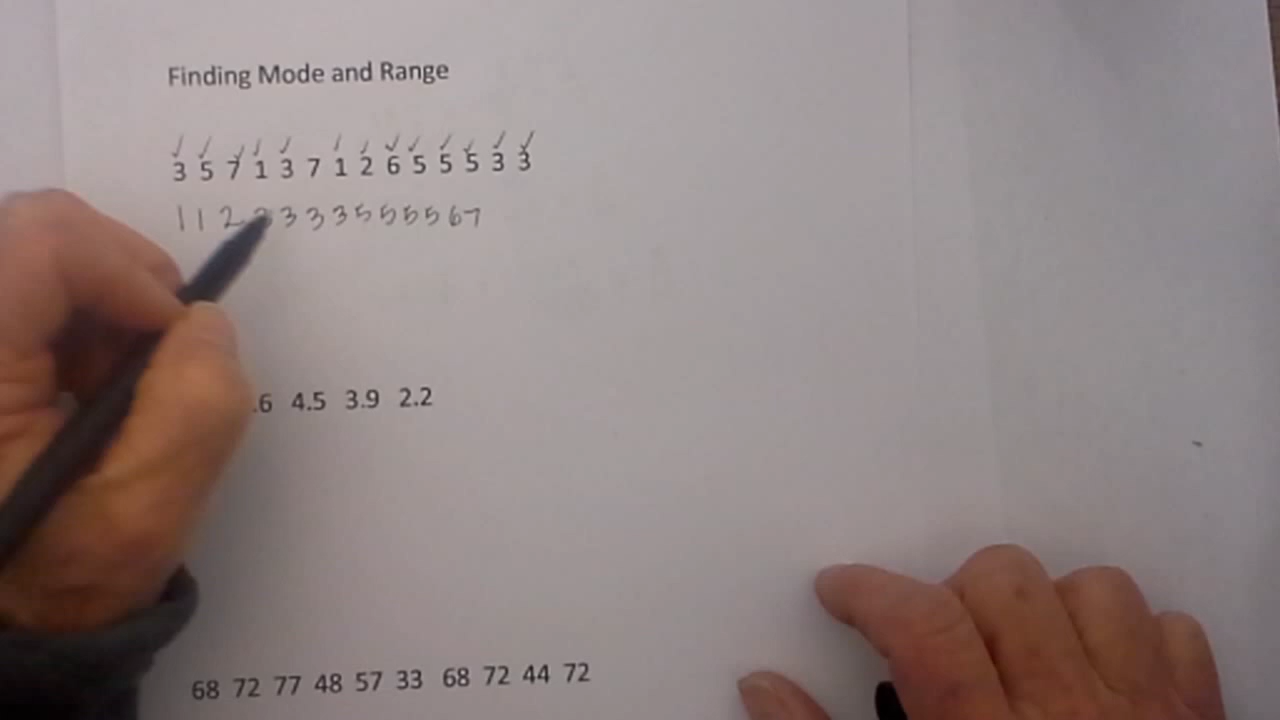 Finding Mode and Range
3 5 7 1 3 7 1 2 6 5 5 5 3 3
1 1 2 3 3 3 3 5 5 5 5 6 7
.6 4.5 3.9 2.2
68 72 77 48 57 33 68 72 44 72